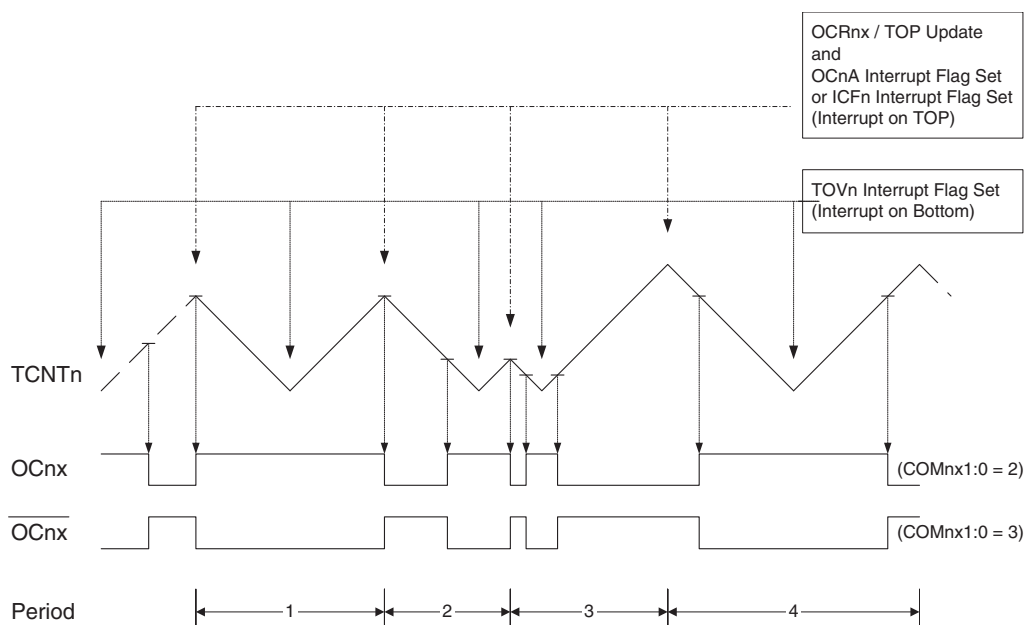 OCRnx / TOP Update
and
OCnA Interrupt Flag Set
or ICFn Interrupt Flag Set
(Interrupt on TOP)
TOVn Interrupt Flag Set
(Interrupt on Bottom)
TCNTn
OCnx
(COMnx1:0 = 2)
OCnx
(COMnx1:0 = 3)
Period
1
2
3
4